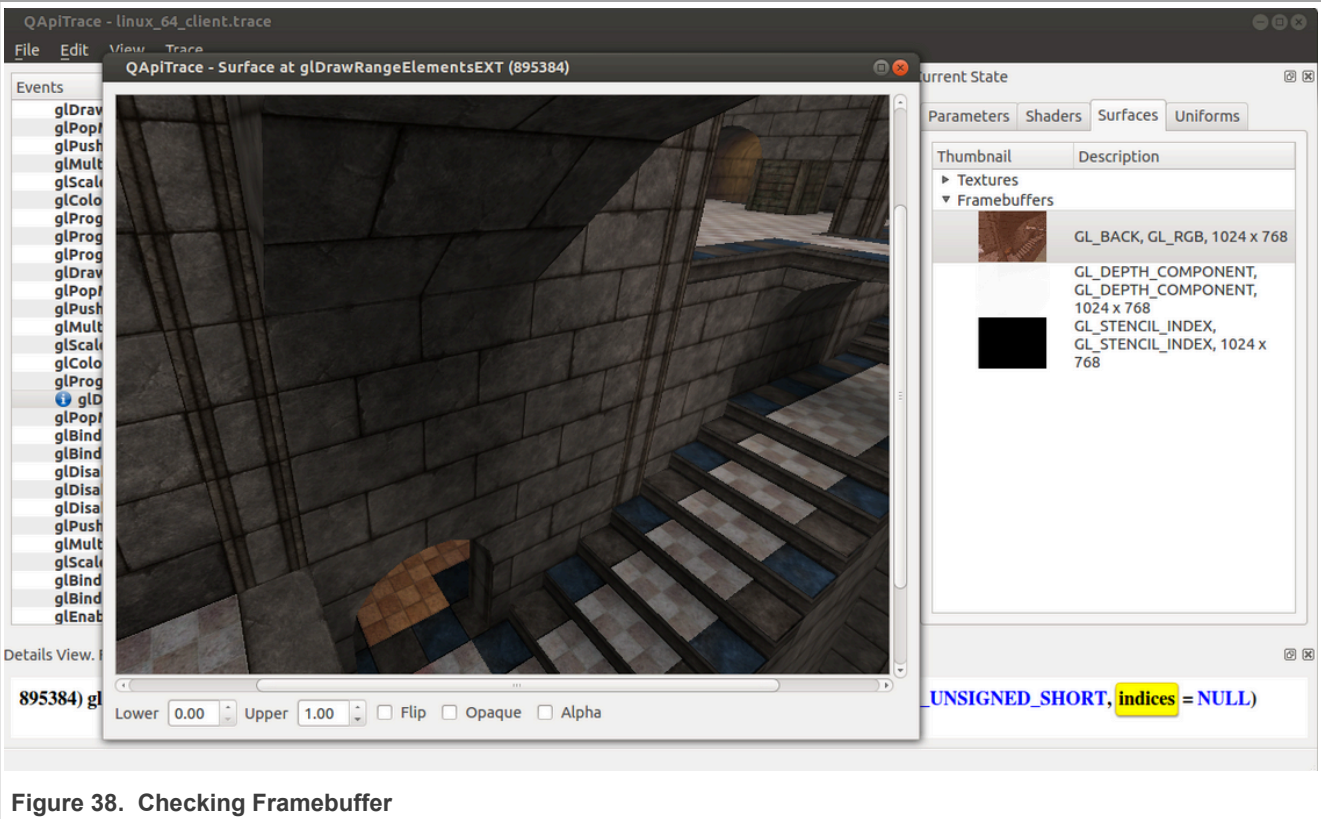 QApiTrace - linux_64_client.trace
File Edit View Trace
QApiTrace - Surface at glDrawRangeElementsEXT (895384)
Current State
Events
Parameters Shaders Surfaces Uniforms
Thumbnail Description
Textures
Framebuffers
GL_BACK, GL_RGB, 1024 x 768
GL_DEPTH_COMPONENT,
GL_DEPTH_COMPONENT,
1024 x 768
GL_STENCIL_INDEX,
GL_STENCIL_INDEX, 1024 x
768
glDraw
glPopM
glPush
glMult
glScale
glColo
glProg
glProg
glProg
glDraw
glPopM
glPush
glMult
glScale
glColo
glProg
glD
glPopM
glBind
glBind
glDisa
glDisa
glDisa
glPush
glMult
glScale
glBind
glBind
glEnab
Details View.
895384) gl _UNSIGNED_SHORT, indices = NULL)
Lower 0.00 Upper 1.00 Flip Opaque Alpha
Figure 38. Checking Framebuffer